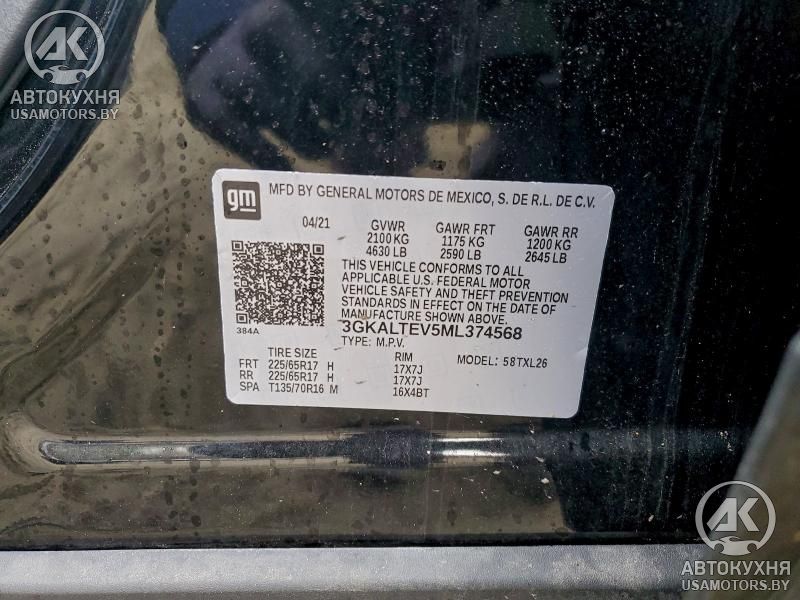 AK
АВТОКУХНЯ
USAMOTORS.BY
gm
MFD BY GENERAL MOTORS DE MEXICO, S. DE R.L. DE C.V.
04/21 GVWR GAWR FRT GAWR RR
2100 KG 1175 KG 1200 KG
4630 LB 2590 LB 2645 LB
THIS VEHICLE CONFORMS TO ALL
APPLICABLE U.S. FEDERAL MOTOR
VEHICLE SAFETY AND THEFT PREVENTION
STANDARDS IN EFFECT ON THE DATE OF
MANUFACTURE SHOWN ABOVE.
384A
3GKALTEV5ML374568
TYPE: M.P.V.
TIRE SIZE RIM MODEL: 58TXL26
FRT 225/65R17 H 17X7J
RR 225/65R17 H 17X7J
SPA T135/70R16 M 16X4BT
AK
АВТОКУХНЯ
USAMOTORS.BY